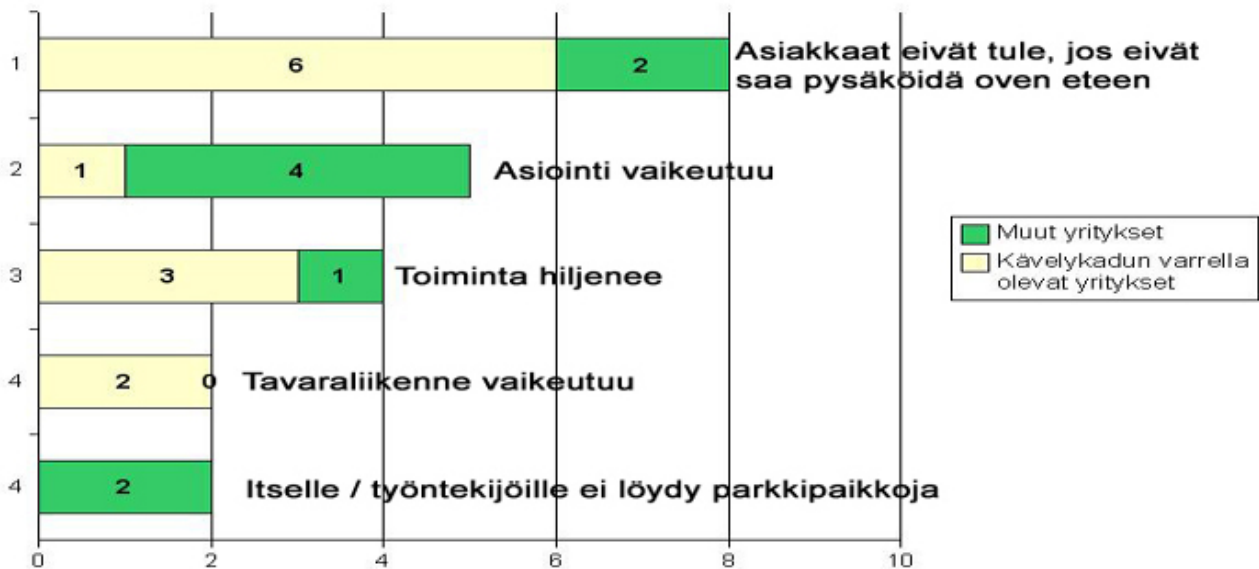 1
6
2
Asiakkaat eivät tule, jos eivät
saa pysäköidä oven eteen
2
1
4
Asiointi vaikeutuu
3
3
1
Toiminta hiljenee
4
2
0
Tavaraliikenne vaikeutuu
4
2
Itselle / työntekijöille ei löydy parkkipaikkoja
0
2
4
6
8
10
Muut yritykset
Kävelykadun varrella
olevat yritykset